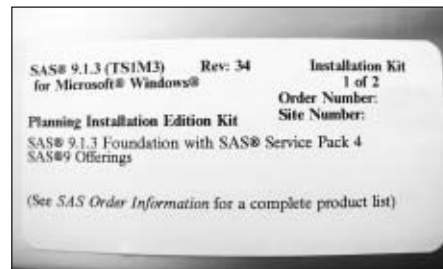 SAS® 9.1.3 (TS1M3) Rev: 34 Installation Kit
for Microsoft® Windows® 1 of 2
Order Number:
Planning Installation Edition Kit Site Number:
SAS® 9.1.3 Foundation with SAS® Service Pack 4
SAS®9 Offerings
(See SAS Order Information for a complete product list)